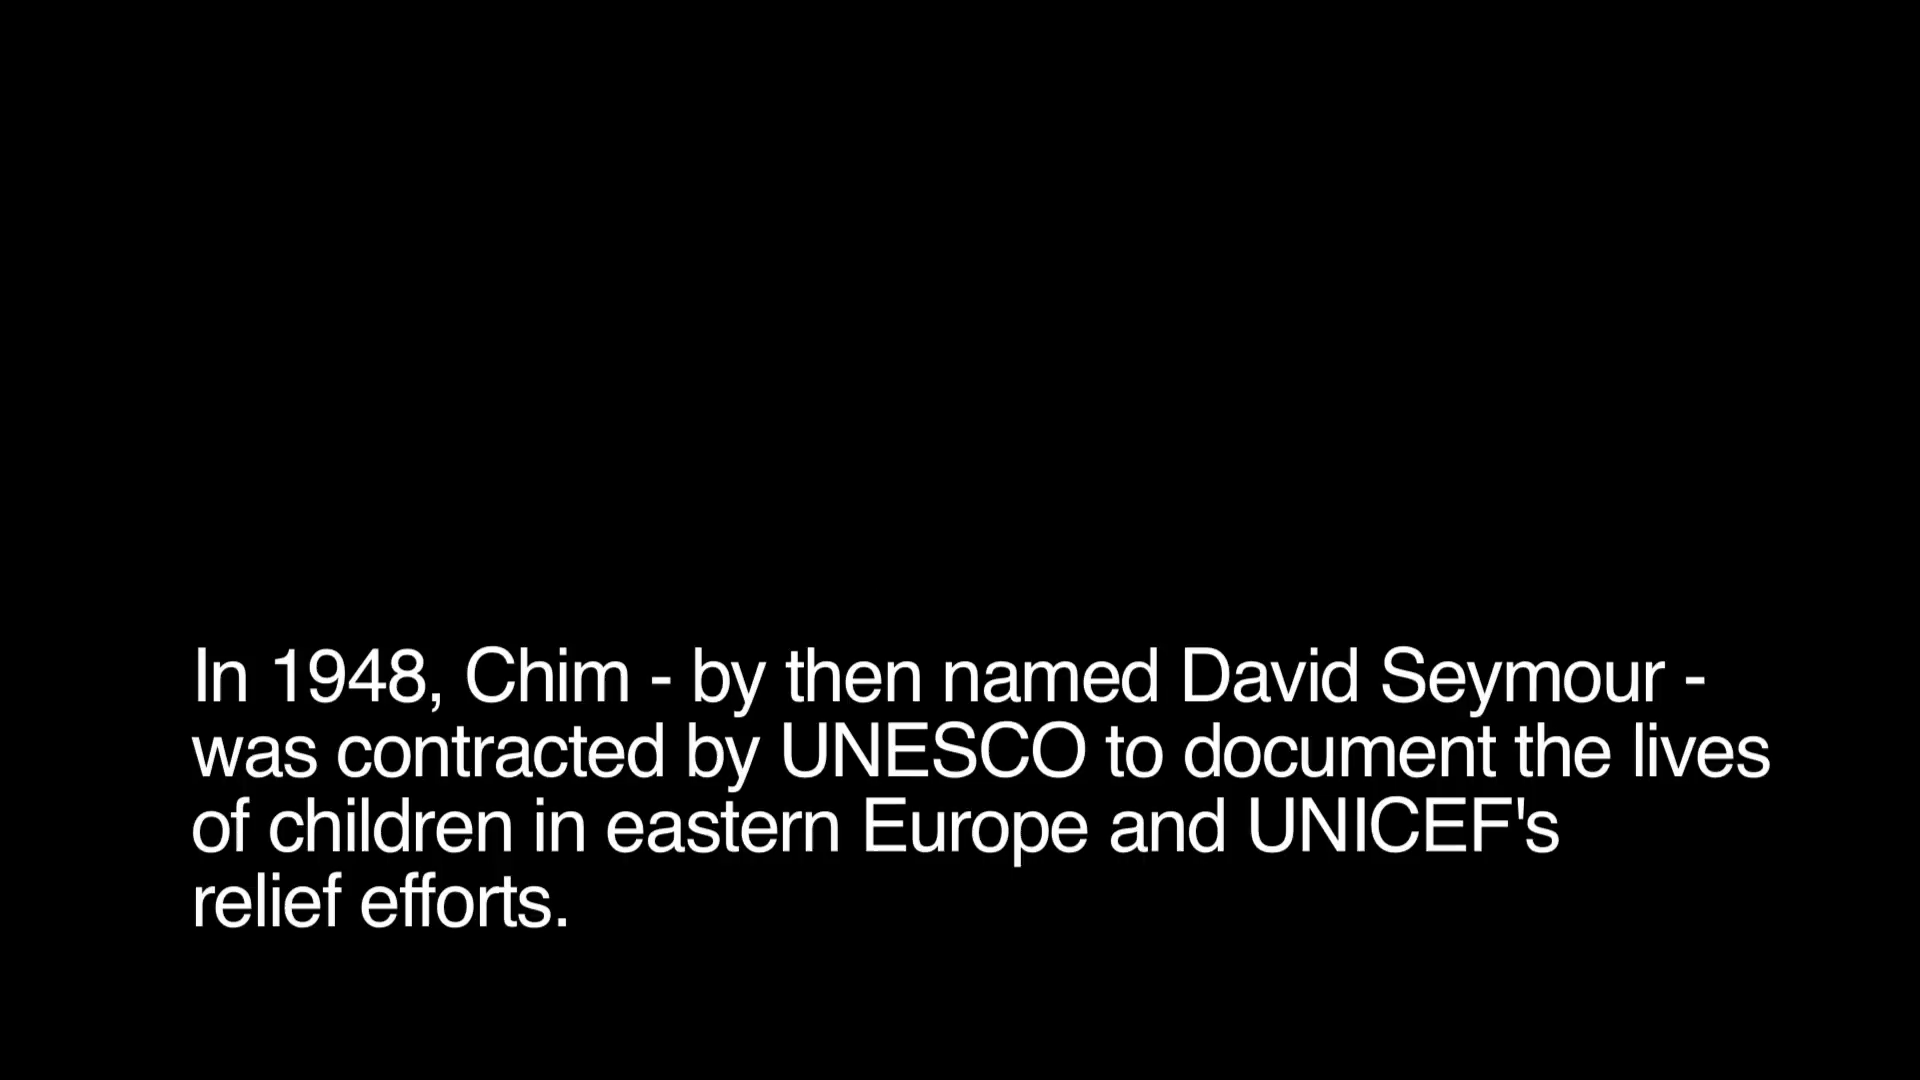 In 1948, Chim - by then named David Seymour -
was contracted by UNESCO to document the lives
of children in eastern Europe and UNICEF's
relief efforts.